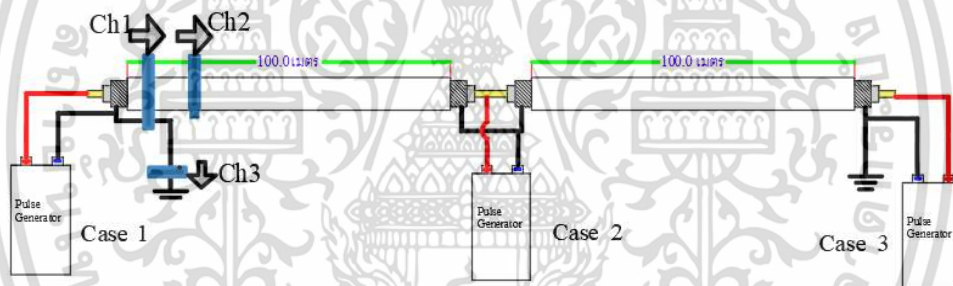 Ch1
Ch2
100.0 เมตร
100.0 เมตร
Ch3
Pulse
Generator
Case 1
Pulse
Generator
Case 2
Case 3
Pulse
Generator